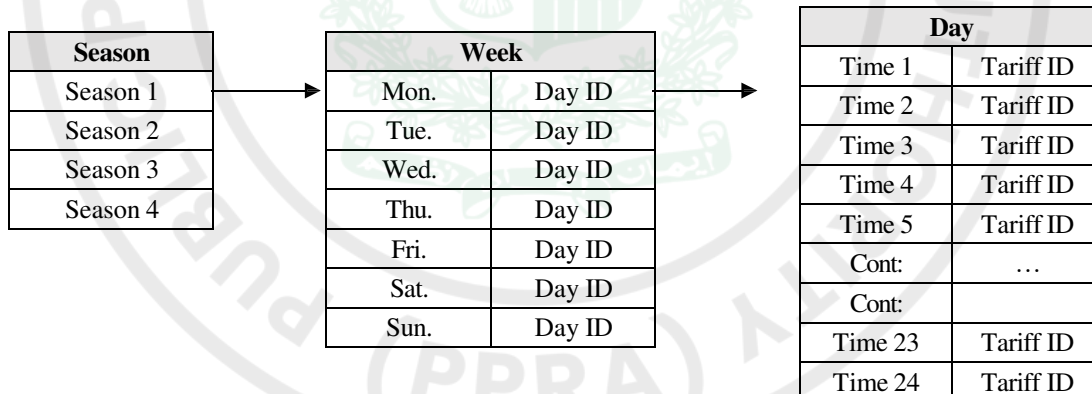 Season
Season 1
Season 2
Season 3
Season 4
Week
Mon. Day ID
Tue. Day ID
Wed. Day ID
Thu. Day ID
Fri. Day ID
Sat. Day ID
Sun. Day ID
Day
Time 1 Tariff ID
Time 2 Tariff ID
Time 3 Tariff ID
Time 4 Tariff ID
Time 5 Tariff ID
Cont: …
Cont:
Time 23 Tariff ID
Time 24 Tariff ID
PUBLIC P
(PPRA)
THORITY